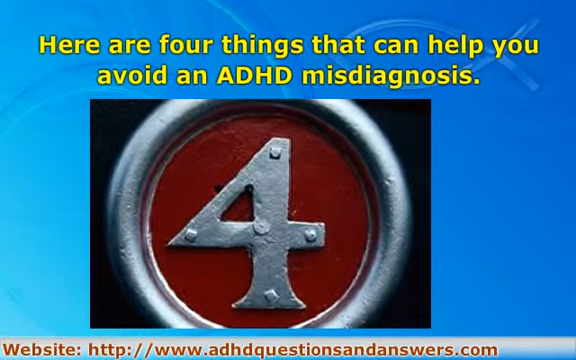 Here are four things that can help you
avoid an ADHD misdiagnosis.
4
Website: http://www.adhdquestionsandanswers.com